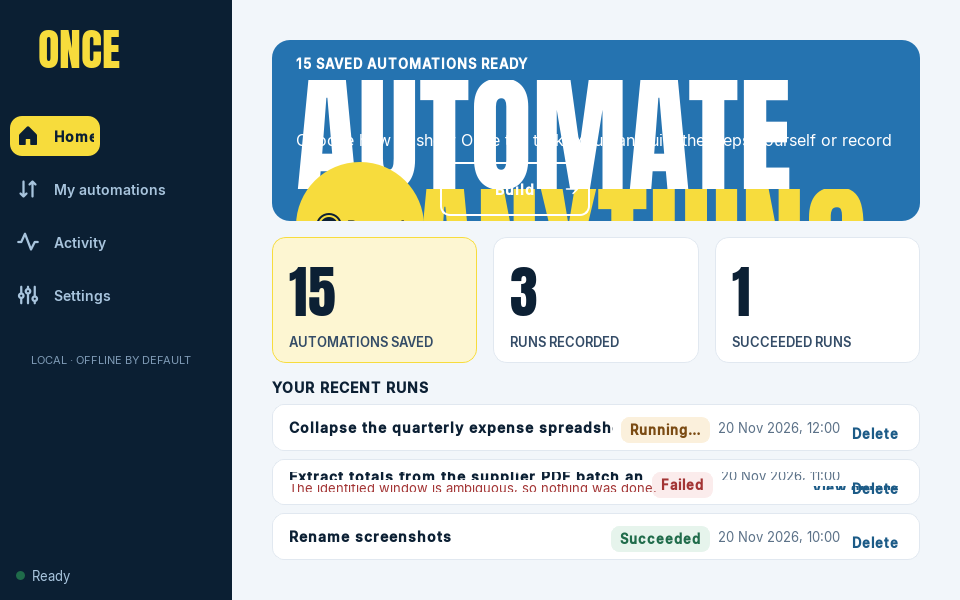 ONCE
Home
My automations
Activity
Settings
LOCAL · OFFLINE BY DEFAULT
Ready
15 SAVED AUTOMATIONS READY
AUTOMATE
ANYTHING
Build →
15
AUTOMATIONS SAVED
3
RUNS RECORDED
1
SUCCEEDED RUNS
YOUR RECENT RUNS
Collapse the quarterly expense spreadsh
Running...
20 Nov 2026, 12:00
Delete
Extract totals from the supplier PDF batch an
The identified window is ambiguous, so nothing was done.
Failed
20 Nov 2026, 11:00
Delete
Rename screenshots
Succeeded
20 Nov 2026, 10:00
Delete